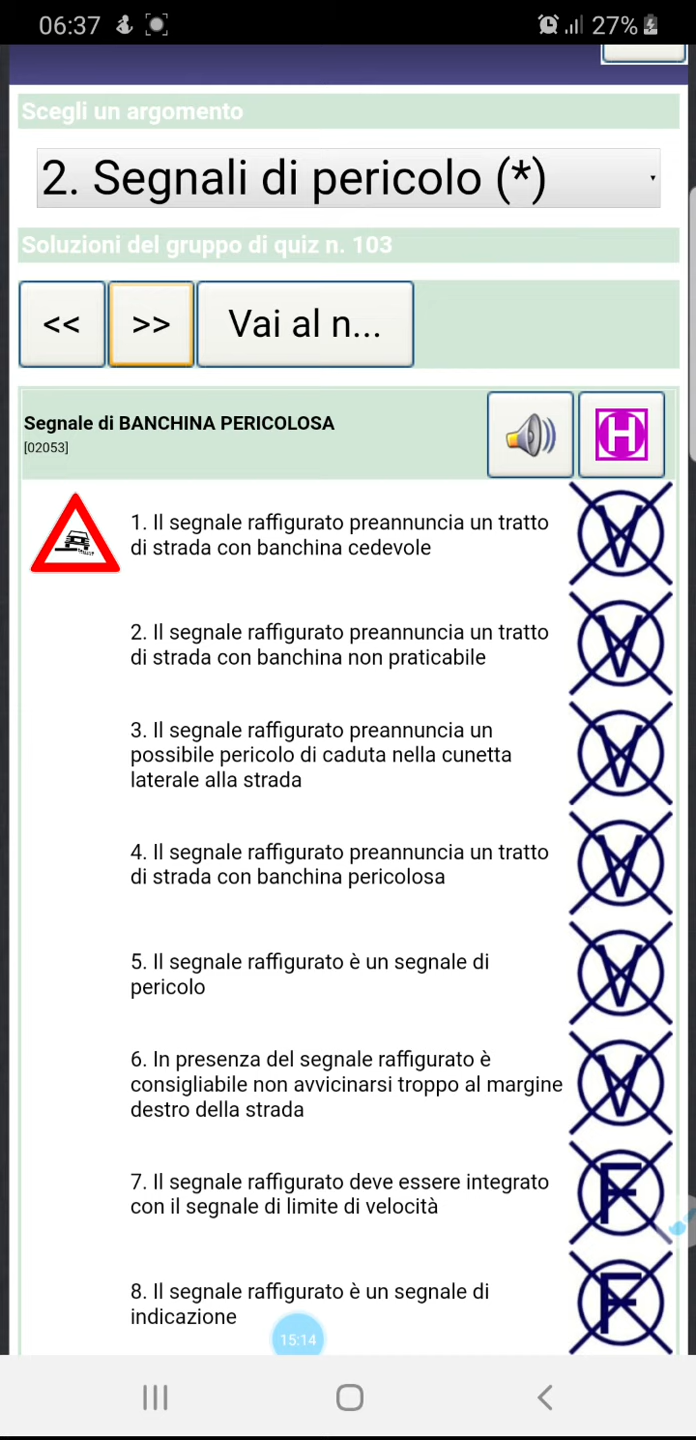 06:37
27%
Scegli un argomento
2. Segnali di pericolo (*)
Soluzioni del gruppo di quiz n. 103
<<
>>
Vai al n...
Segnale di BANCHINA PERICOLOSA
[02053]
H
1. Il segnale raffigurato preannuncia un tratto
di strada con banchina cedevole
V
2. Il segnale raffigurato preannuncia un tratto
di strada con banchina non praticabile
V
3. Il segnale raffigurato preannuncia un
possibile pericolo di caduta nella cunetta
laterale alla strada
V
4. Il segnale raffigurato preannuncia un tratto
di strada con banchina pericolosa
V
5. Il segnale raffigurato è un segnale di
pericolo
V
6. In presenza del segnale raffigurato è
consigliabile non avvicinarsi troppo al margine
destro della strada
V
7. Il segnale raffigurato deve essere integrato
con il segnale di limite di velocità
F
8. Il segnale raffigurato è un segnale di
indicazione
F
15:14